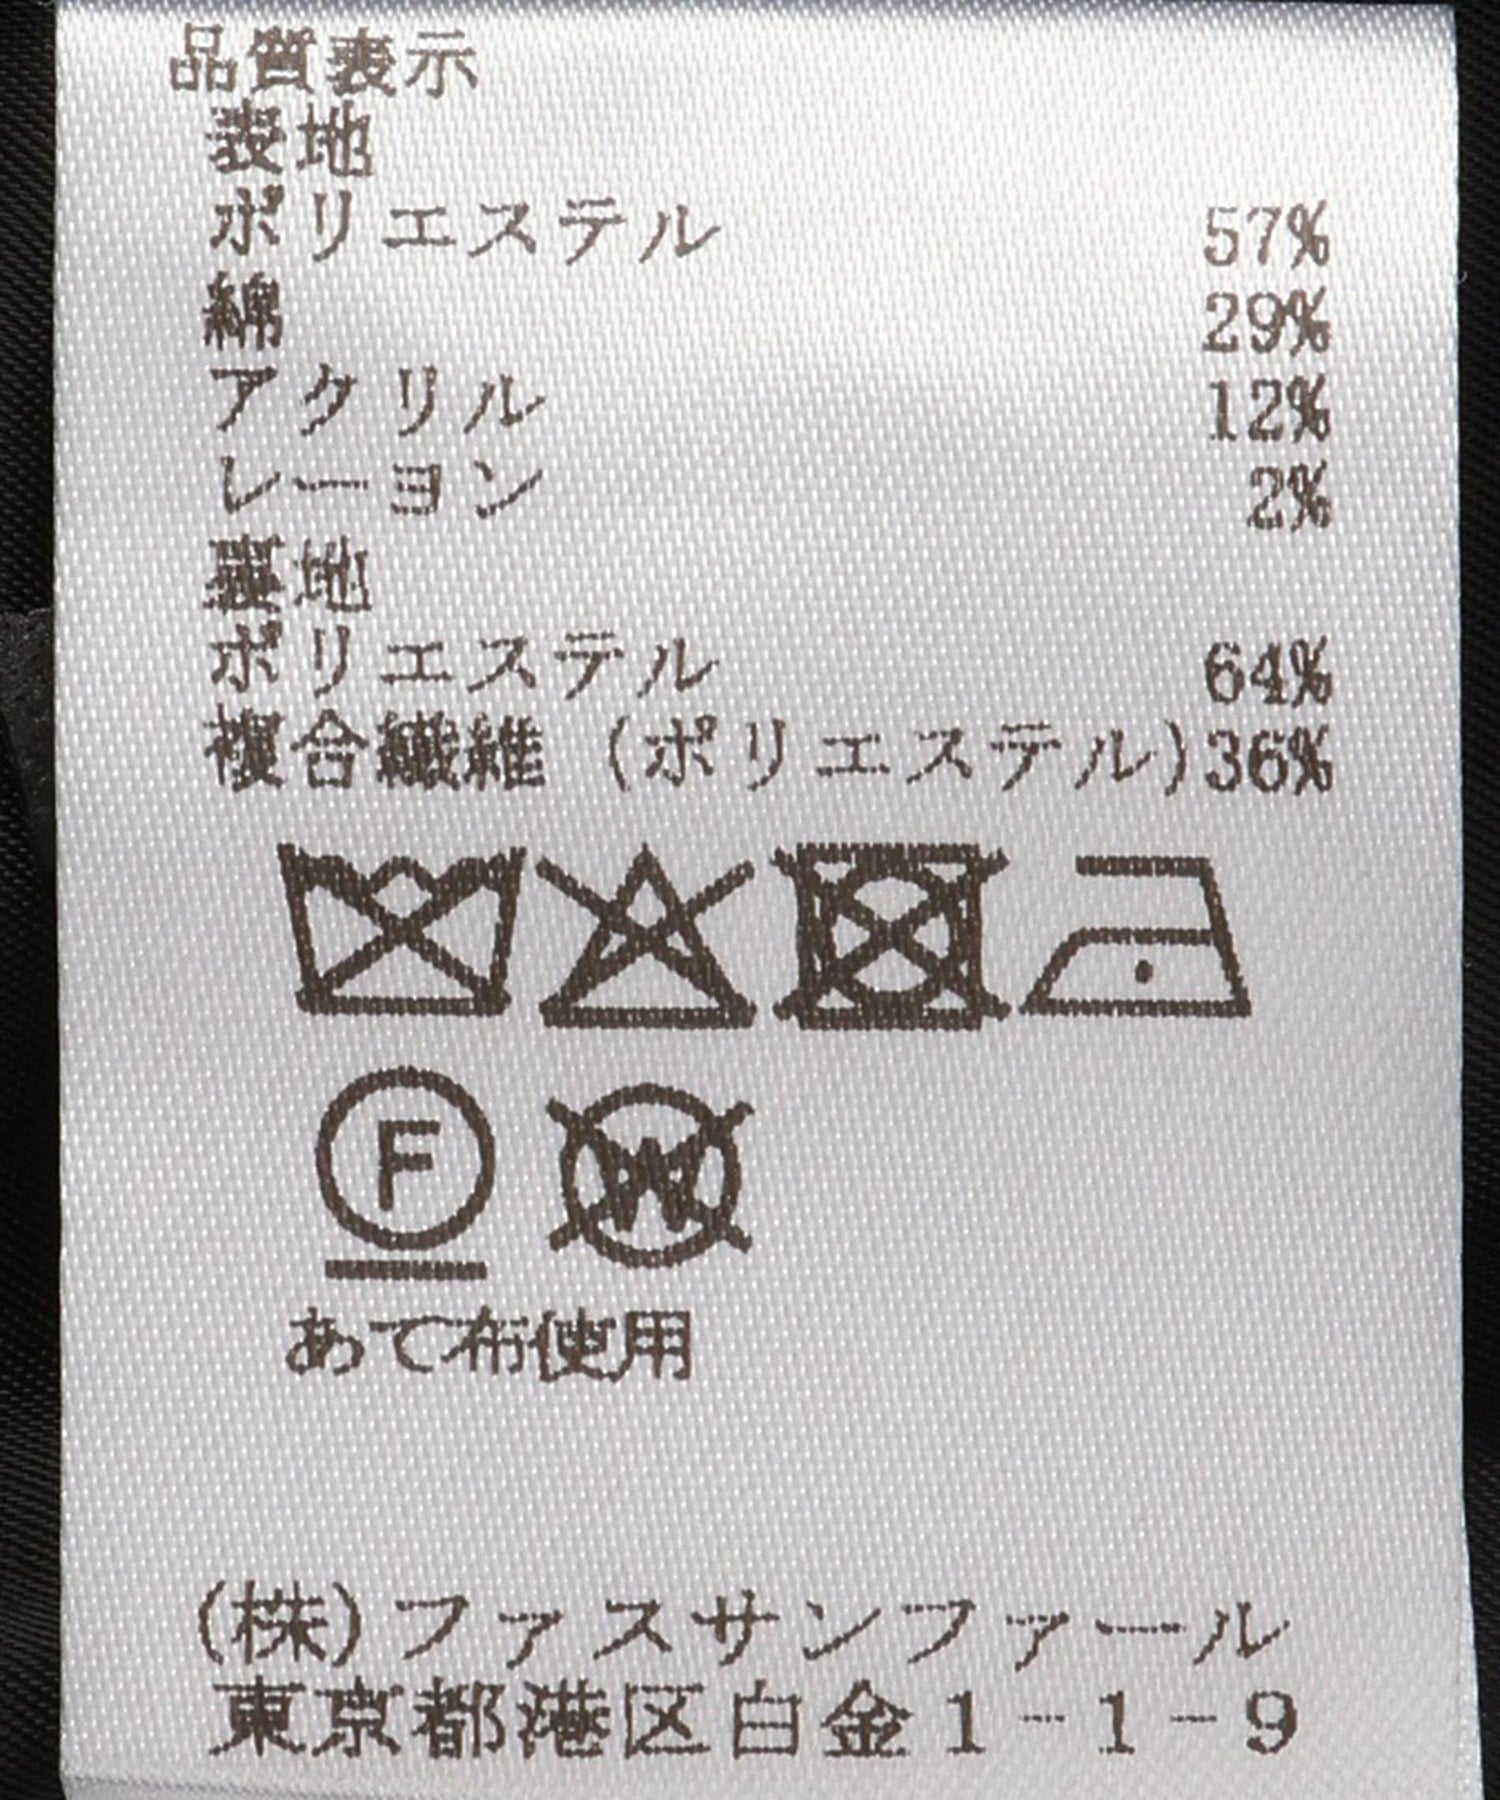 品質表示
表地
ポリエステル 57%
綿 29%
アクリル 12%
レーヨン 2%
裏地
ポリエステル 64%
複合繊維 (ポリエステル) 36%
F W
あて布使用
(株)ファスサンファール
東京都港区白金1-1-9